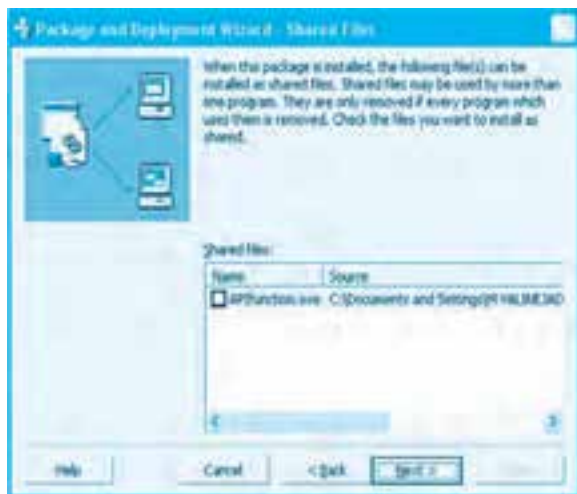 Package and Deployment Wizard - Shared Files
When this package is installed, the following file(s) can be
installed as shared files. Shared files may be used by more than
one program. They are only removed if every program which
uses them is removed. Check the files you want to install as
shared.
Shared files:
Name Source
APIfunction.exe C:\Documents and Settings\
Help Cancel < Back Next >